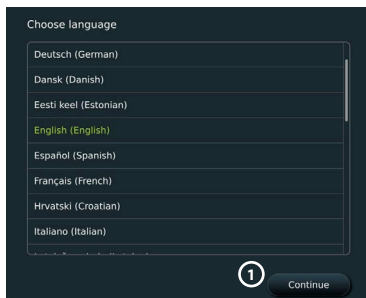 Choose language
Deutsch (German)
Dansk (Danish)
Eesti keel (Estonian)
English (English)
Español (Spanish)
Français (French)
Hrvatski (Croatian)
Italiano (Italian)
1
Continue